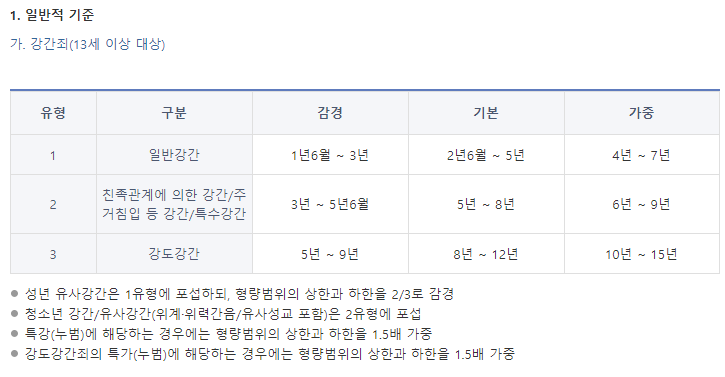 1. 일반적 기준
가. 강간죄(13세 이상 대상)
유형 구분 감경 기본 가중
1 일반강간 1년6월 ~ 3년 2년6월 ~ 5년 4년 ~ 7년
2 친족관계에 의한 강간/주 3년 ~ 5년6월 5년 ~ 8년 6년 ~ 9년
거침입 등 강간/특수강간
3 강도강간 5년 ~ 9년 8년 ~ 12년 10년 ~ 15년
● 성년 유사강간은 1유형에 포섭하되, 형량범위의 상한과 하한을 2/3로 감경
● 청소년 강간/유사강간(위계·위력간음/유사성교 포함)은 2유형에 포섭
● 특강(누범)에 해당하는 경우에는 형량범위의 상한과 하한을 1.5배 가중
● 강도강간죄의 특가(누범)에 해당하는 경우에는 형량범위의 상한과 하한을 1.5배 가중